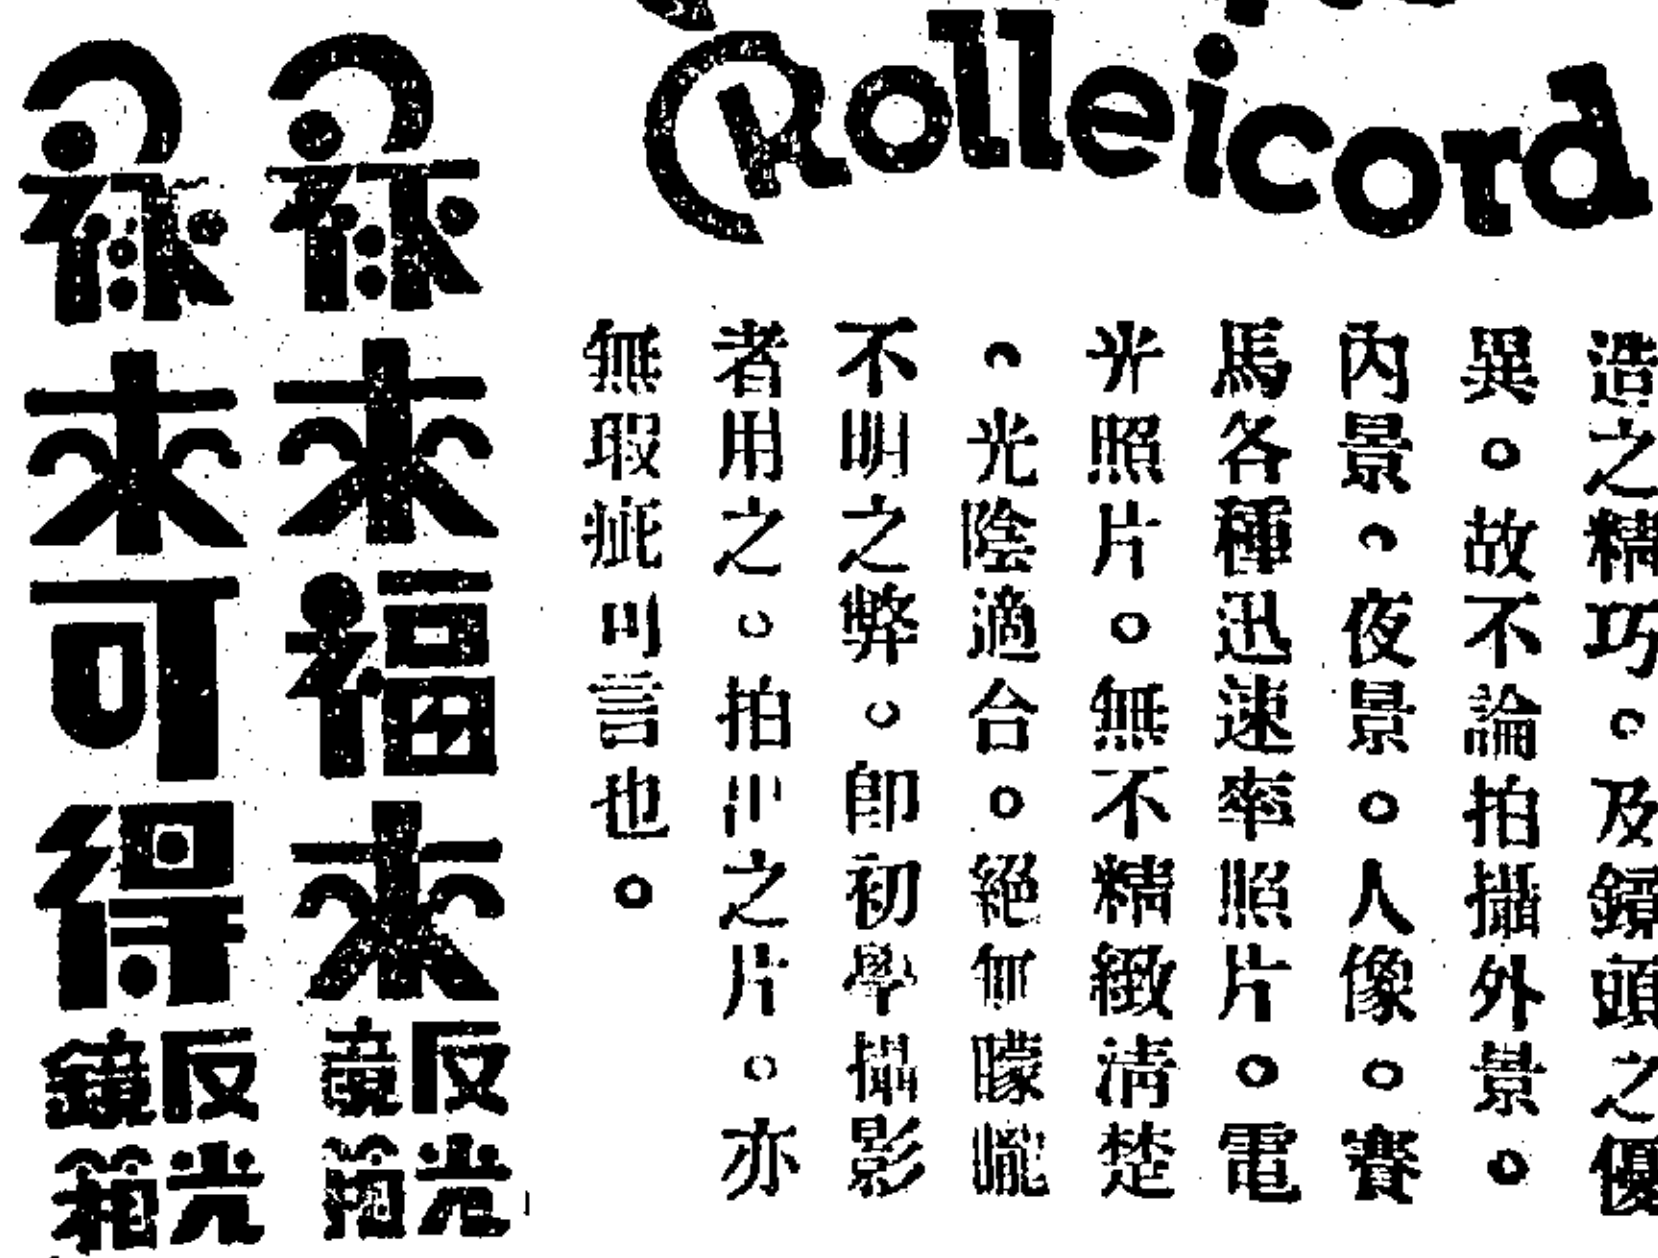 Rolleicord
造之精巧。及鏡頭之優
異。故不論拍攝外景。
內景。夜景。人像。賽
馬各種迅速率照片。電
光照片。無不精緻淸楚
。光陰適合。絕無矇矓
不明之弊。卽初學攝影
者用之。拍出之片。亦
無瑕疵可言也。
祿來福來
反光鏡箱
祿來可得
反光鏡箱